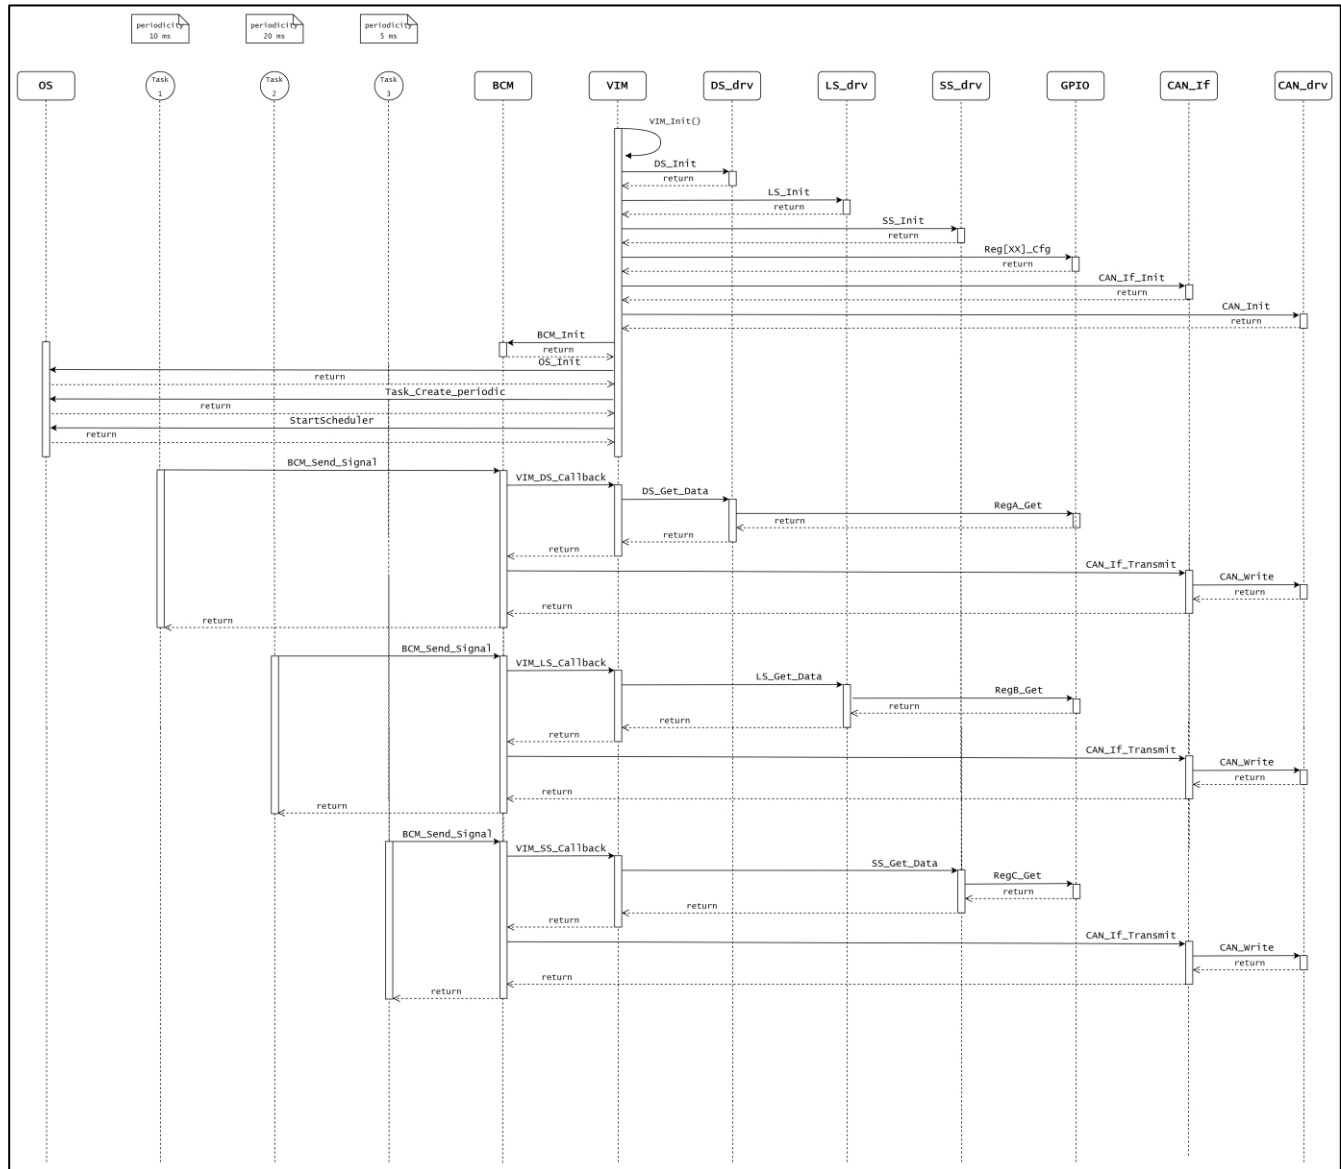 periodicity
10 ms
periodicity
20 ms
periodicity
5 ms
OS
Task
1
Task
2
Task
3
BCM
VIM
DS_drv
LS_drv
SS_drv
GPIO
CAN_If
CAN_drv
VIM_Init()
DS_Init
return
LS_Init
return
SS_Init
return
Reg[XX]_Cfg
return
CAN_If_Init
return
CAN_Init
return
BCM_Init
return
OS_Init
return
Task_Create_periodic
return
StartScheduler
return
BCM_Send_Signal
VIM_DS_Callback
DS_Get_Data
RegA_Get
return
return
return
CAN_If_Transmit
CAN_Write
return
return
return
BCM_Send_Signal
VIM_LS_Callback
LS_Get_Data
RegB_Get
return
return
return
CAN_If_Transmit
CAN_Write
return
return
return
BCM_Send_Signal
VIM_SS_Callback
SS_Get_Data
RegC_Get
return
return
return
CAN_If_Transmit
CAN_Write
return
return
return